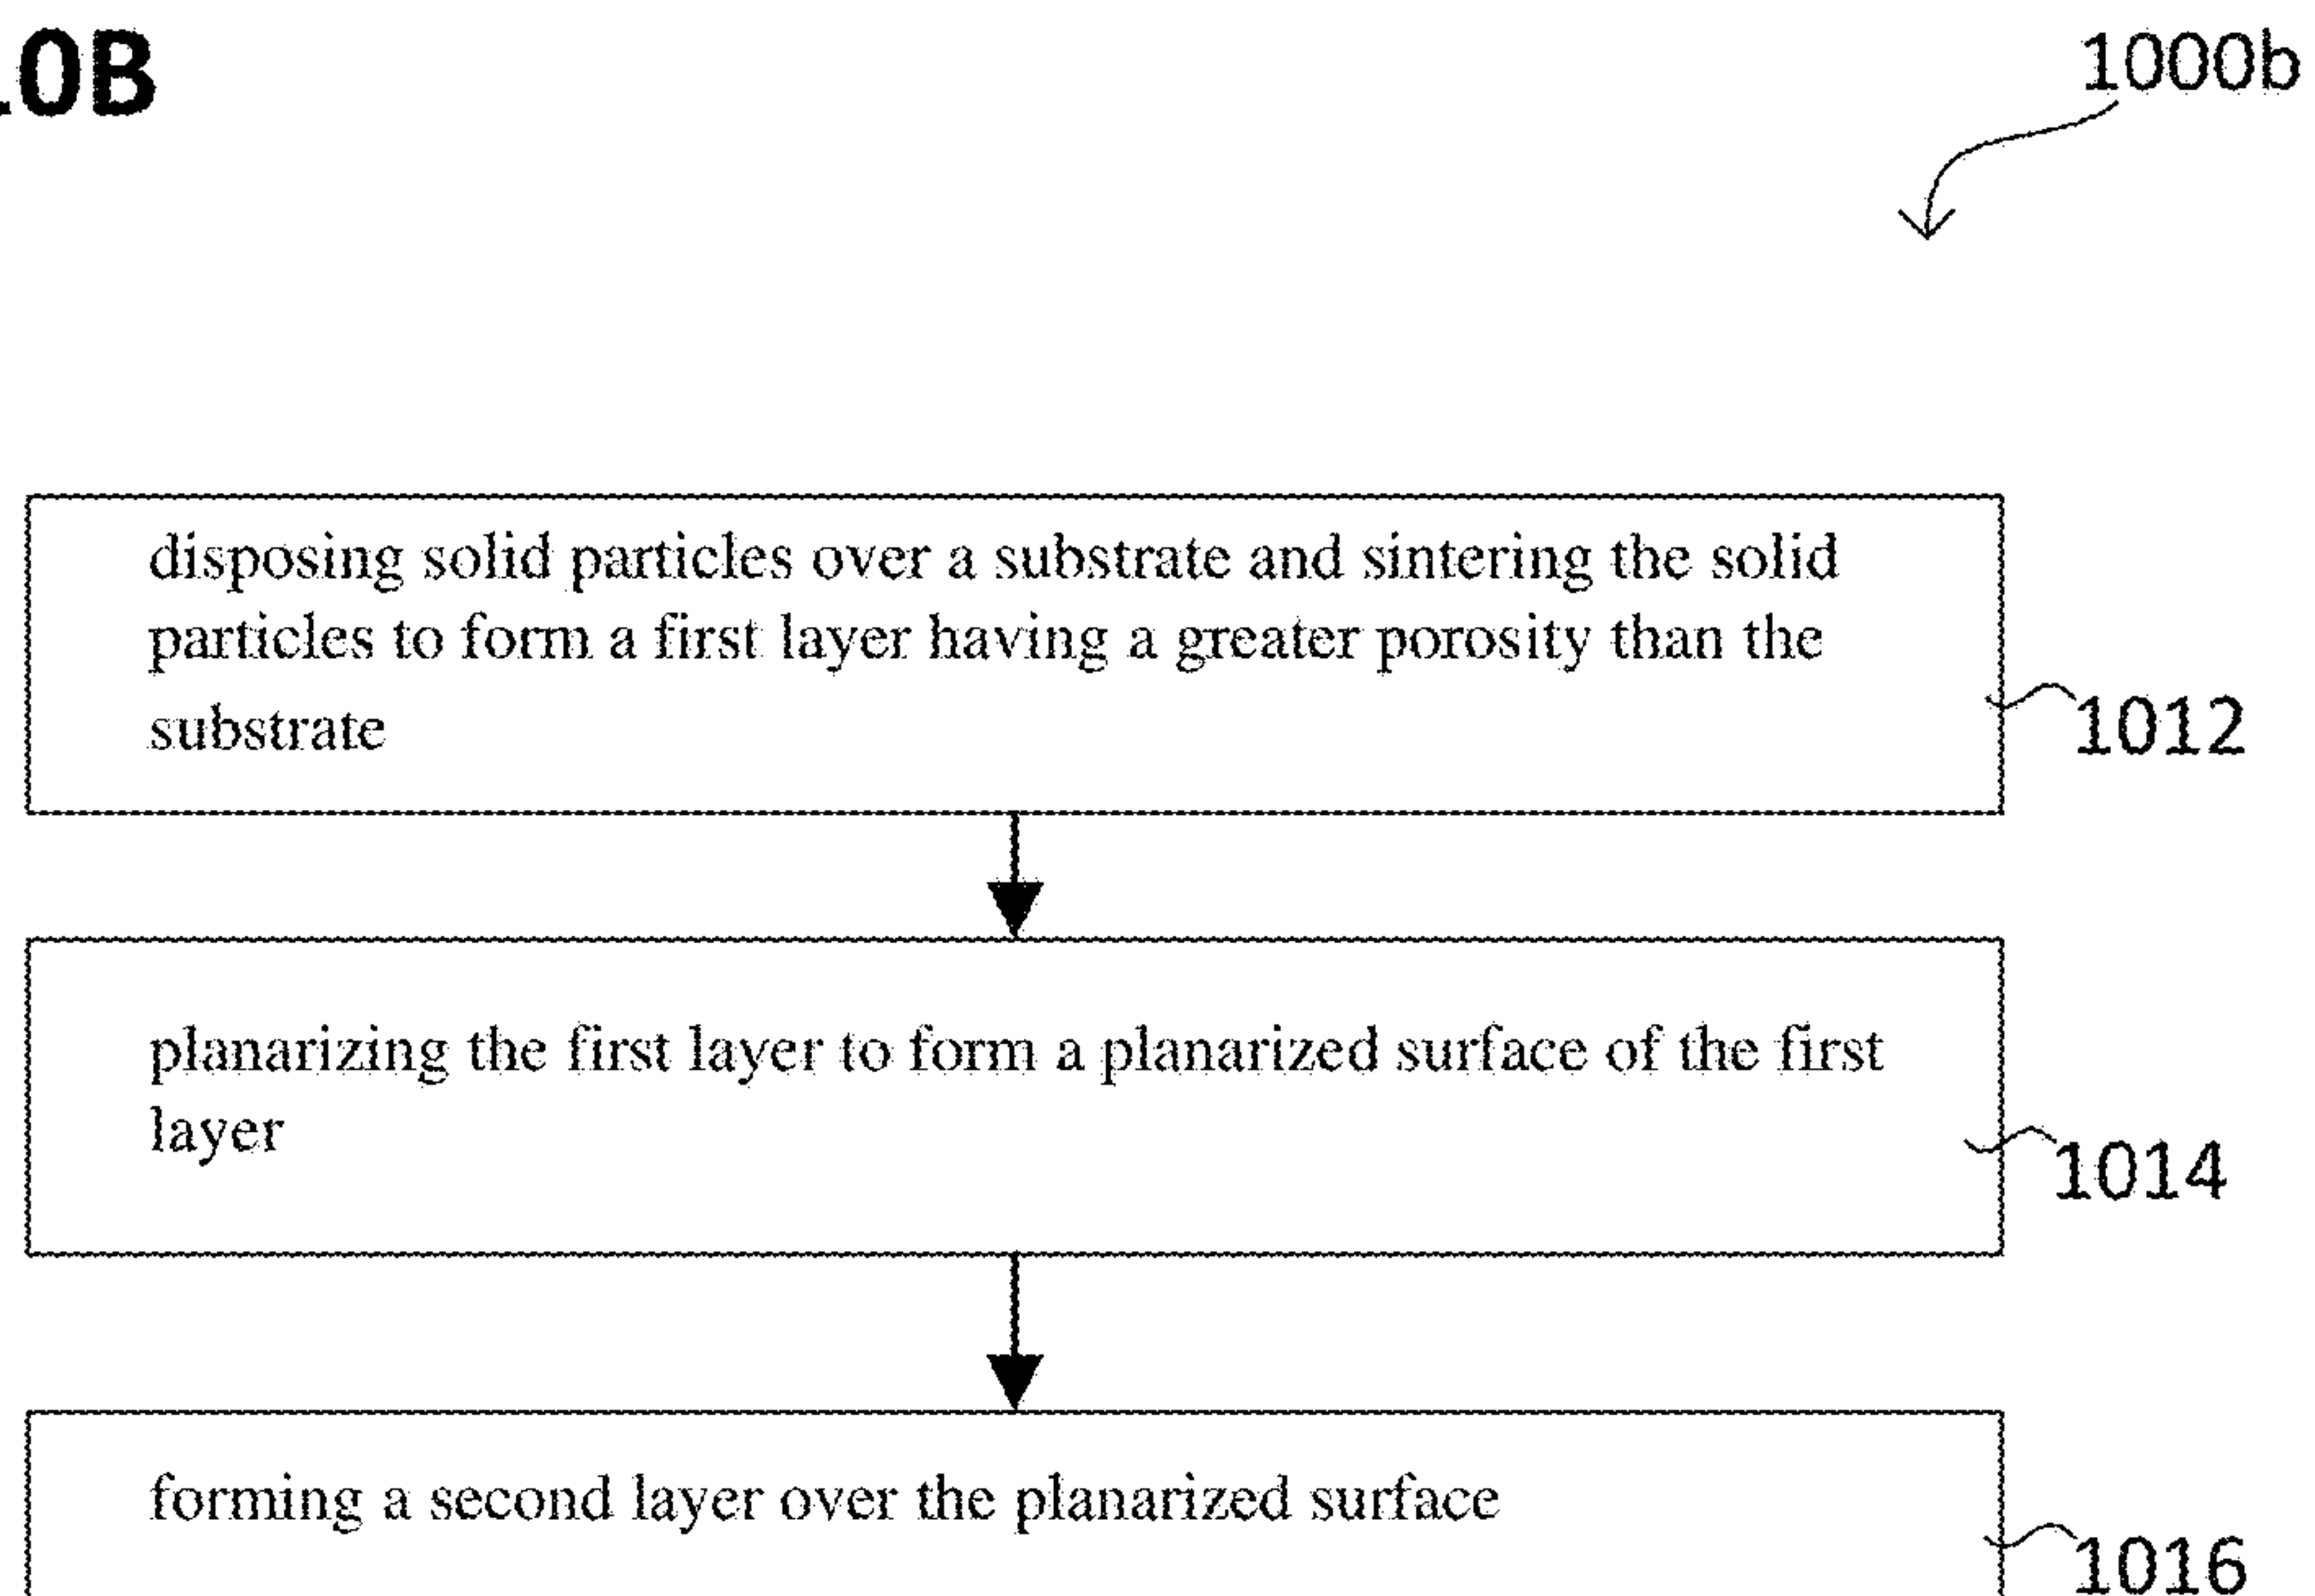 10B
1000b
disposing solid particles over a substrate and sintering the solid
particles to form a first layer having a greater porosity than the
substrate
1012
planarizing the first layer to form a planarized surface of the first
layer
1014
forming a second layer over the planarized surface
1016